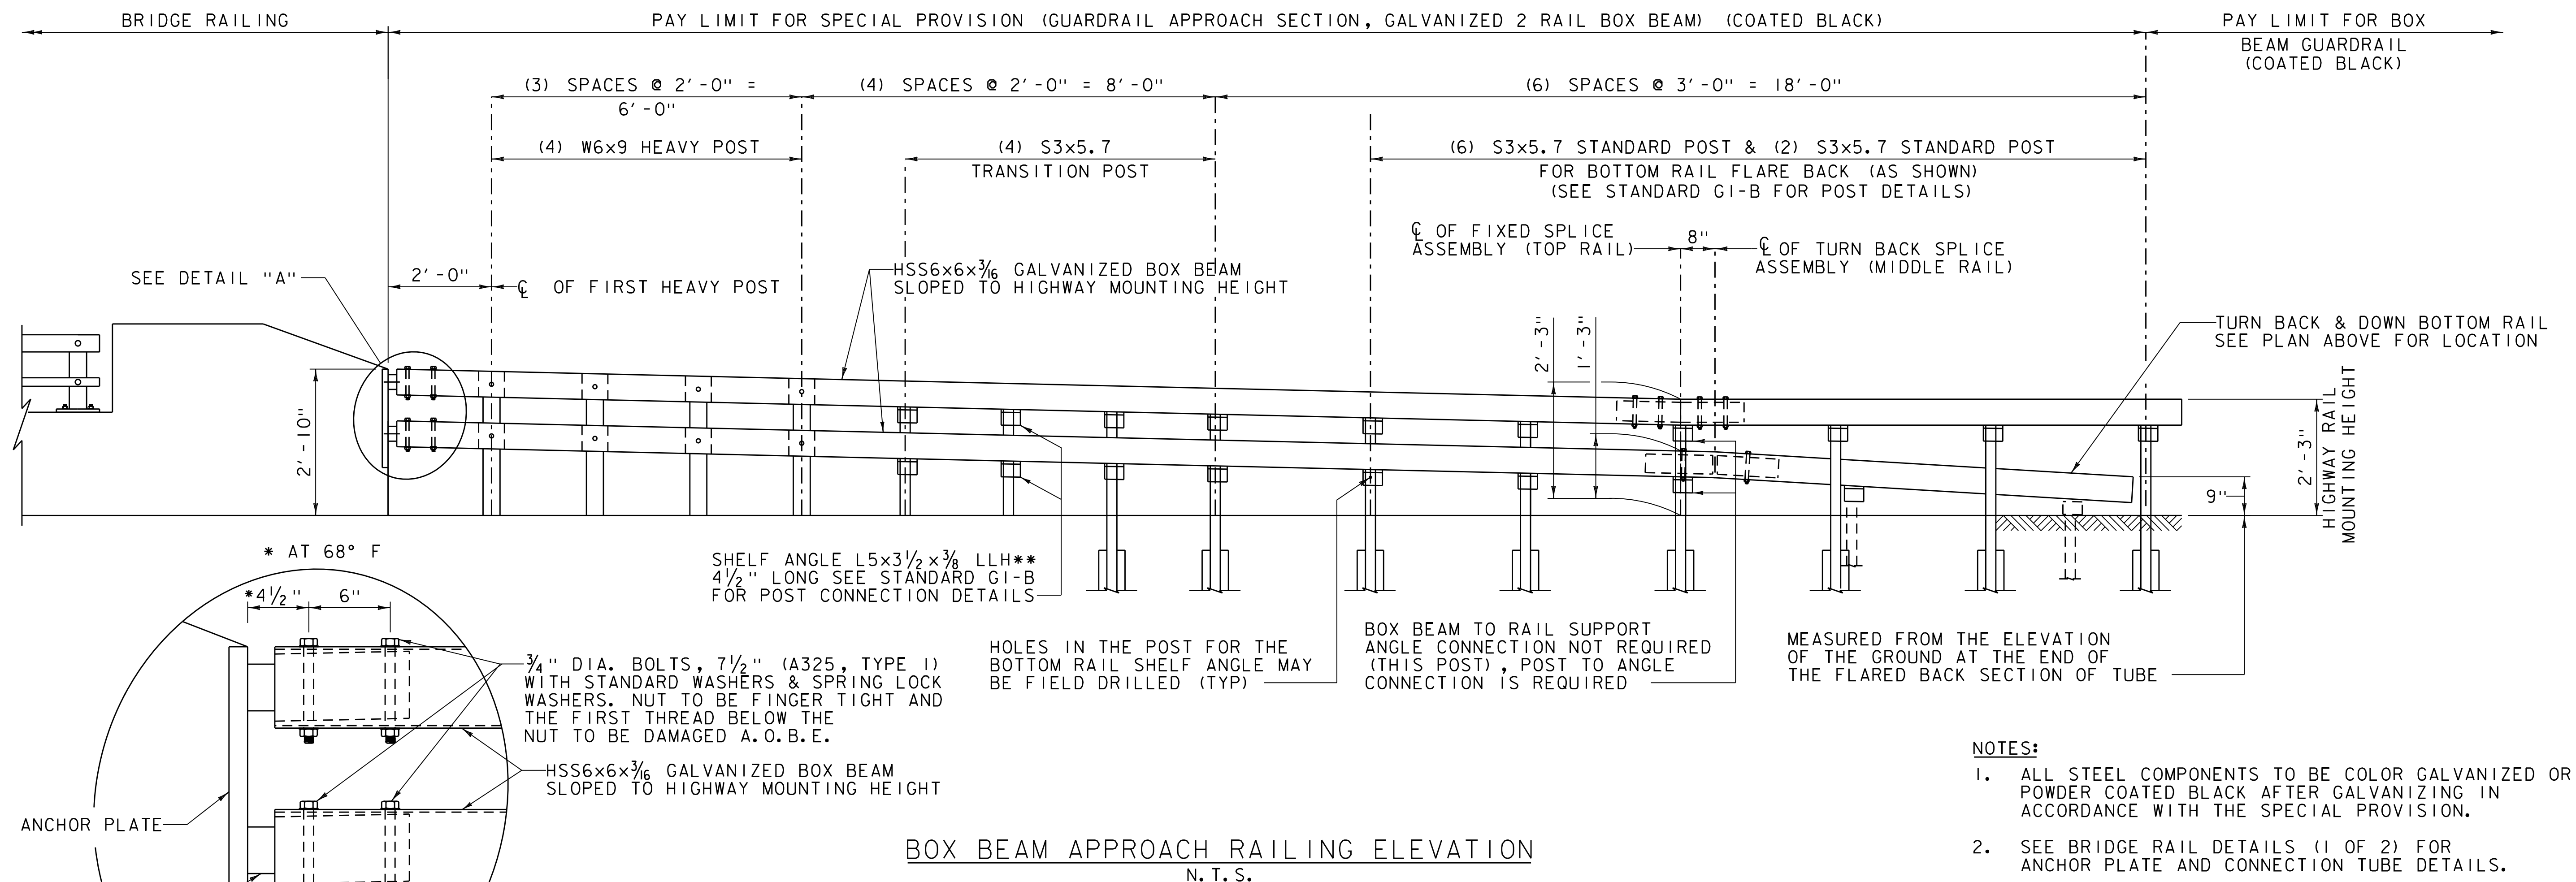 BRIDGE RAILING
PAY LIMIT FOR SPECIAL PROVISION (GUARDRAIL APPROACH SECTION, GALVANIZED 2 RAIL BOX BEAM) (COATED BLACK)
PAY LIMIT FOR BOX
BEAM GUARDRAIL
(COATED BLACK)
(3) SPACES @ 2'-0" =
6'-0"
(4) SPACES @ 2'-0" = 8'-0"
(6) SPACES @ 3'-0" = 18'-0"
(4) W6x9 HEAVY POST
(4) S3x5.7
TRANSITION POST
(6) S3x5.7 STANDARD POST & (2) S3x5.7 STANDARD POST
FOR BOTTOM RAIL FLARE BACK (AS SHOWN)
(SEE STANDARD G1-B FOR POST DETAILS)
℄ OF FIXED SPLICE
ASSEMBLY (TOP RAIL)
8"
℄ OF TURN BACK SPLICE
ASSEMBLY (MIDDLE RAIL)
SEE DETAIL "A"
2'-0"
℄ OF FIRST HEAVY POST
HSS6x6x3/16 GALVANIZED BOX BEAM
SLOPED TO HIGHWAY MOUNTING HEIGHT
2'-3"
1'-3"
TURN BACK & DOWN BOTTOM RAIL
SEE PLAN ABOVE FOR LOCATION
2'-10"
9"
2'-3"
HIGHWAY RAIL
MOUNTING HEIGHT
* AT 68° F
SHELF ANGLE L5x3 1/2x3/8 LLH**
4 1/2" LONG SEE STANDARD G1-B
FOR POST CONNECTION DETAILS
*4 1/2"
6"
HOLES IN THE POST FOR THE
BOTTOM RAIL SHELF ANGLE MAY
BE FIELD DRILLED (TYP)
BOX BEAM TO RAIL SUPPORT
ANGLE CONNECTION NOT REQUIRED
(THIS POST), POST TO ANGLE
CONNECTION IS REQUIRED
MEASURED FROM THE ELEVATION
OF THE GROUND AT THE END OF
THE FLARED BACK SECTION OF TUBE
3/4" DIA. BOLTS, 7 1/2" (A325, TYPE 1)
WITH STANDARD WASHERS & SPRING LOCK
WASHERS. NUT TO BE FINGER TIGHT AND
THE FIRST THREAD BELOW THE
NUT TO BE DAMAGED A.O.B.E.
HSS6x6x3/16 GALVANIZED BOX BEAM
SLOPED TO HIGHWAY MOUNTING HEIGHT
ANCHOR PLATE
BOX BEAM APPROACH RAILING ELEVATION
N.T.S.
NOTES:
1. ALL STEEL COMPONENTS TO BE COLOR GALVANIZED OR
POWDER COATED BLACK AFTER GALVANIZING IN
ACCORDANCE WITH THE SPECIAL PROVISION.
2. SEE BRIDGE RAIL DETAILS (1 OF 2) FOR
ANCHOR PLATE AND CONNECTION TUBE DETAILS.